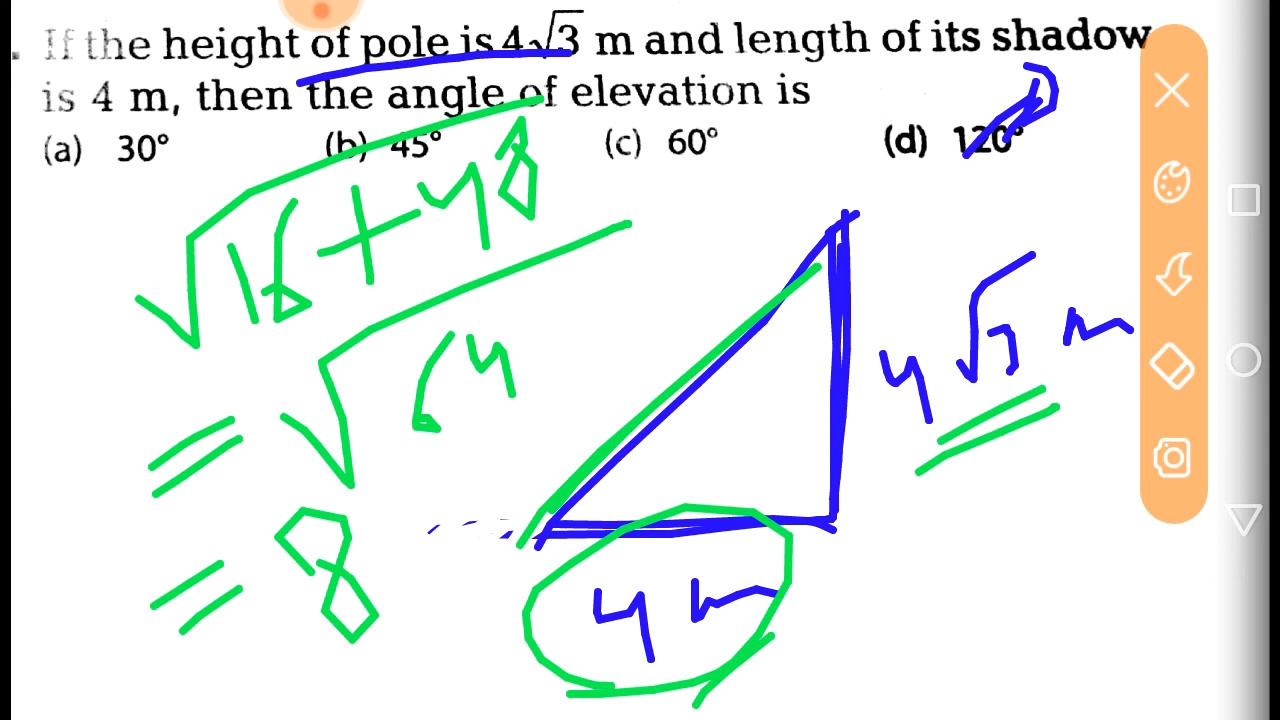 If the height of pole is 4√3 m and length of its shadow
is 4 m, then the angle of elevation is
(a) 30° (b) 45° (c) 60° (d) 120°
√16+48
= √64
= 8
4√3 m
4 m